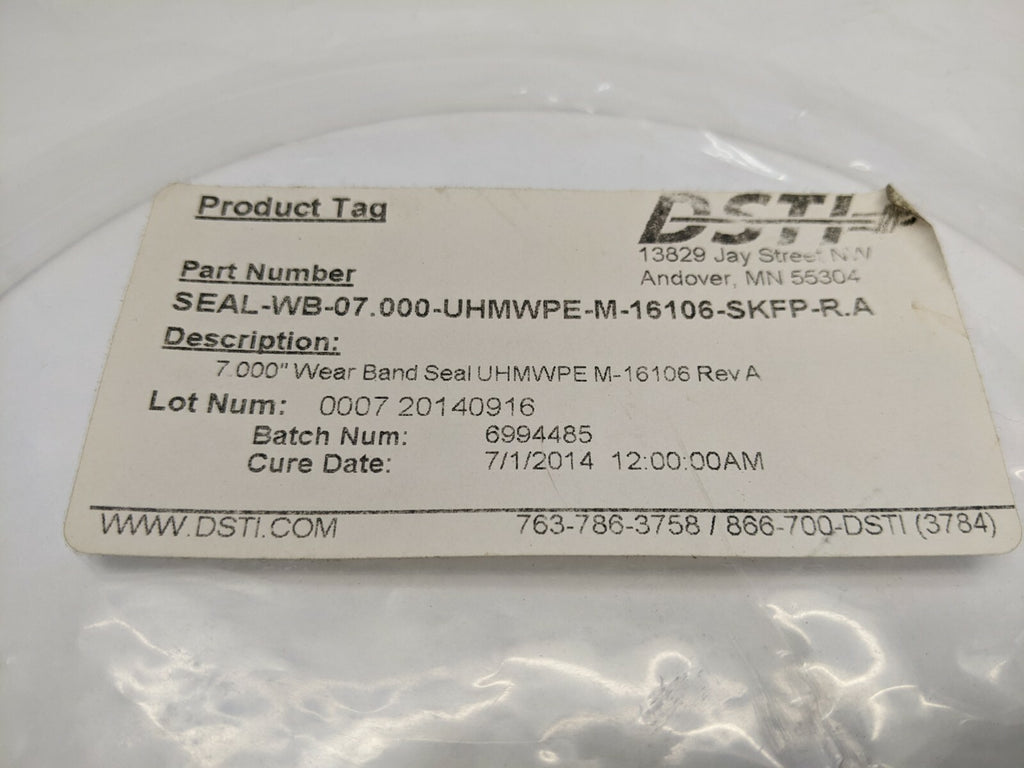 Product Tag
DSTI
13829 Jay Street NW
Andover, MN 55304
Part Number
SEAL-WB-07.000-UHMWPE-M-16106-SKFP-R.A
Description:
7.000" Wear Band Seal UHMWPE M-16106 Rev A
Lot Num: 0007 20140916
Batch Num: 6994485
Cure Date: 7/1/2014 12:00:00AM
WWW.DSTI.COM 763-786-3758 / 866-700-DSTI (3784)